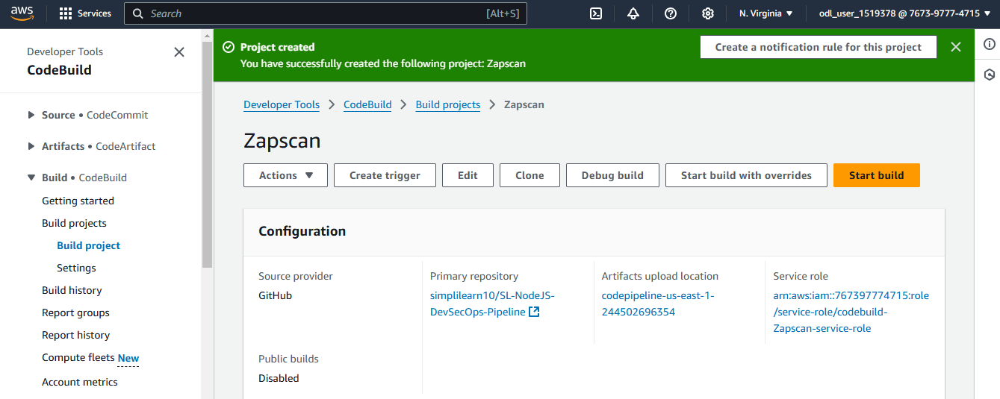 aws
Services
Search
[Alt+S]
N. Virginia
odl_user_1519378 @ 7673-9777-4715
Developer Tools
CodeBuild
Source • CodeCommit
Artifacts • CodeArtifact
Build • CodeBuild
Getting started
Build projects
Build project
Settings
Build history
Report groups
Report history
Compute fleets New
Account metrics
Project created
You have successfully created the following project: Zapscan
Create a notification rule for this project
Developer Tools
CodeBuild
Build projects
Zapscan
Zapscan
Actions
Create trigger
Edit
Clone
Debug build
Start build with overrides
Start build
Configuration
Source provider
GitHub
Primary repository
simplilearn10/SL-NodeJS-
DevSecOps-Pipeline
Artifacts upload location
codepipeline-us-east-1-
244502696354
Service role
arn:aws:iam::767397774715:role
/service-role/codebuild-
Zapscan-service-role
Public builds
Disabled